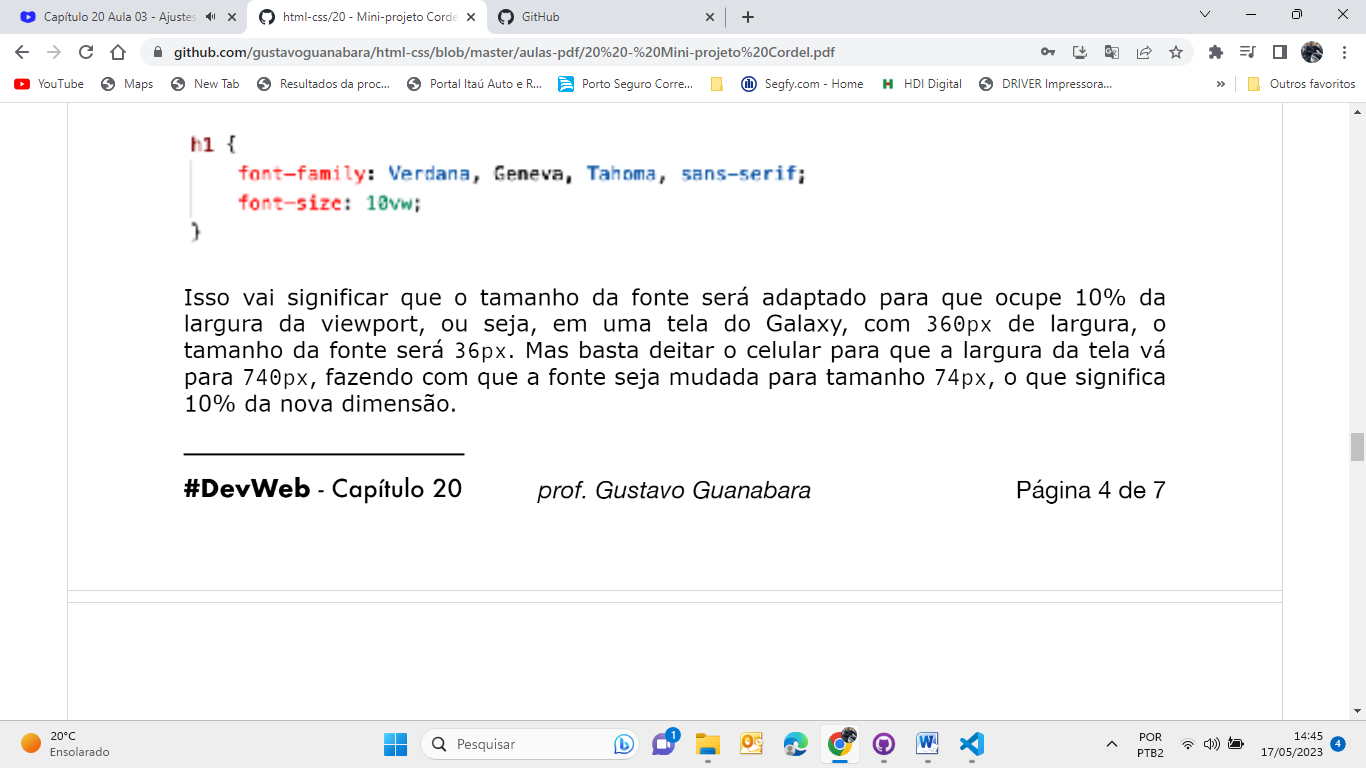 Capítulo 20 Aula 03 - Ajustes
html-css/20 - Mini-projeto Corde
GitHub
github.com/gustavoguanabara/html-css/blob/master/aulas-pdf/20%20-%20Mini-projeto%20Cordel.pdf
YouTube
Maps
New Tab
Resultados da proc...
Portal Itaú Auto e R...
Porto Seguro Corre...
Segfy.com - Home
HDI Digital
DRIVER Impressora...
»
Outros favoritos
h1 {
font-family: Verdana, Geneva, Tahoma, sans-serif;
font-size: 10vw;
}
Isso vai significar que o tamanho da fonte será adaptado para que ocupe 10% da
largura da viewport, ou seja, em uma tela do Galaxy, com 360px de largura, o
tamanho da fonte será 36px. Mas basta deitar o celular para que a largura da tela vá
para 740px, fazendo com que a fonte seja mudada para tamanho 74px, o que significa
10% da nova dimensão.
#DevWeb - Capítulo 20 prof. Gustavo Guanabara Página 4 de 7
20°C
Ensolarado
Pesquisar
1
POR
PTB2
14:45
17/05/2023
4